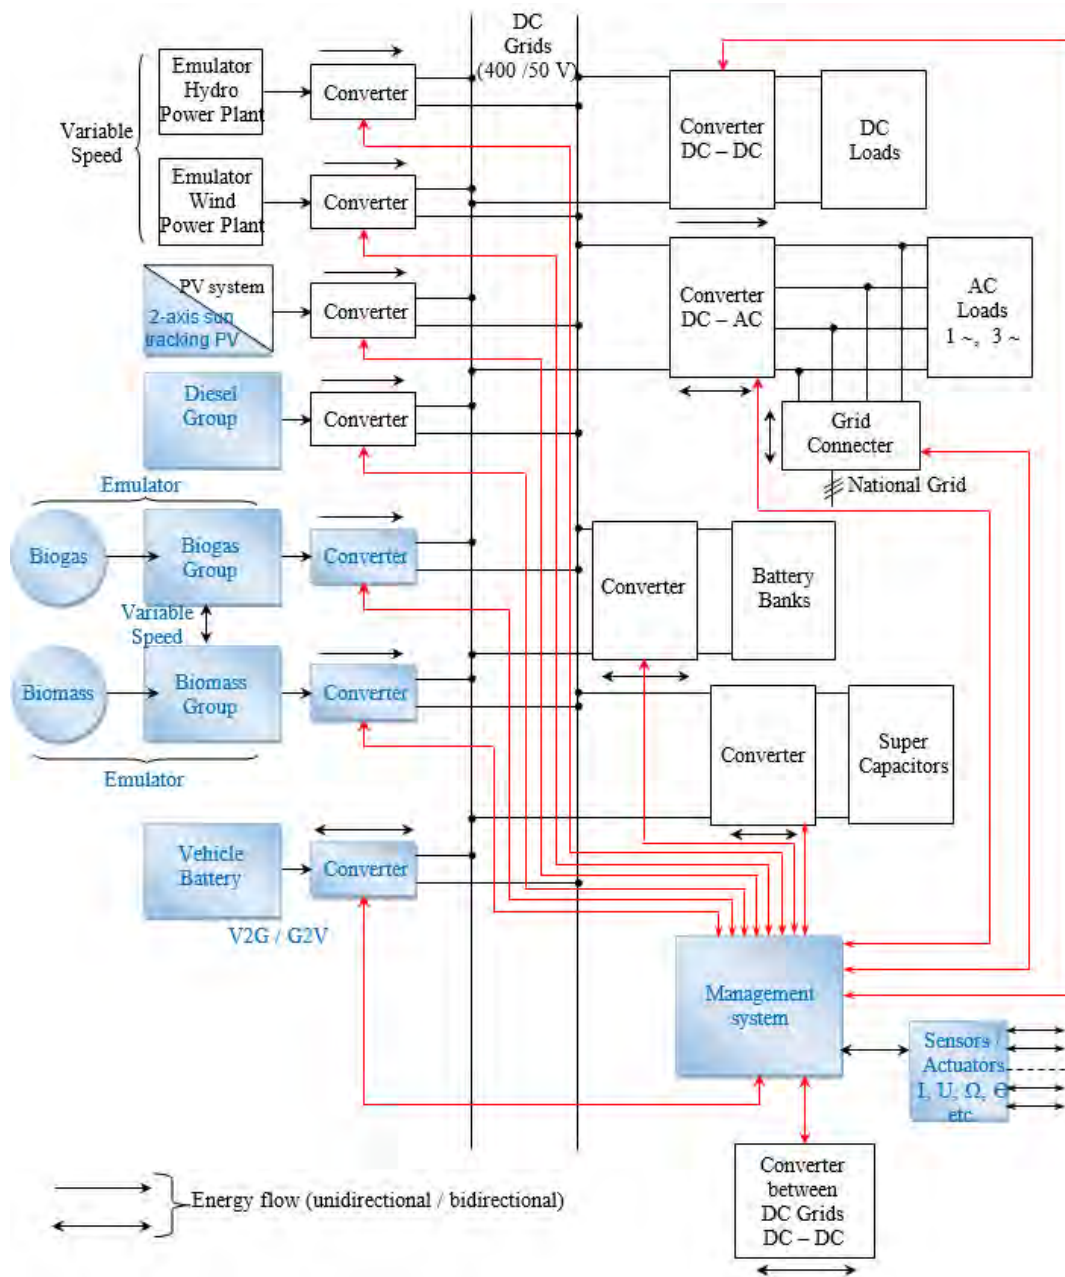 DC
Grids
(400 /50 V)
Emulator
Hydro
Power Plant
Converter
Variable
Speed
Emulator
Wind
Power Plant
Converter
PV system
2-axis sun
tracking PV
Converter
Diesel
Group
Converter
Emulator
Biogas
Biogas
Group
Converter
Variable
Speed
Biomass
Biomass
Group
Converter
Emulator
Vehicle
Battery
Converter
V2G / G2V
Converter
DC – DC
DC
Loads
Converter
DC – AC
AC
Loads
1 ~, 3 ~
Grid
Connecter
National Grid
Converter
Battery
Banks
Converter
Super
Capacitors
Management
system
Sensors /
Actuators
I, U, Ω, Θ
etc.
Converter
between
DC Grids
DC – DC
Energy flow (unidirectional / bidirectional)